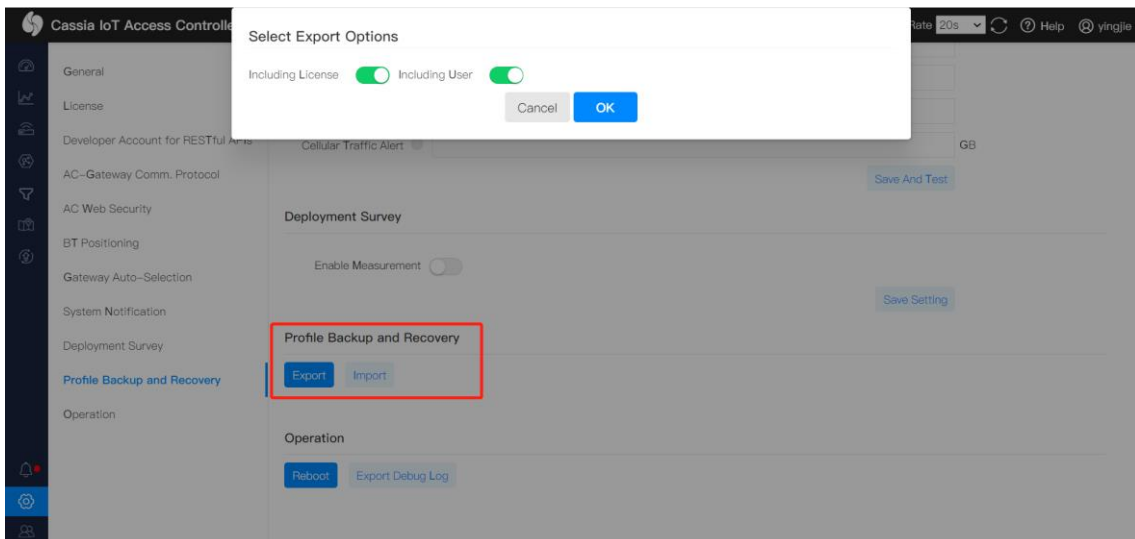 Cassia IoT Access Controlle
Rate 20s Help yingjie
Select Export Options
Including License Including User
Cancel OK
General
License
Developer Account for RESTful APIs
AC-Gateway Comm. Protocol
AC Web Security
BT Positioning
Gateway Auto-Selection
System Notification
Deployment Survey
Profile Backup and Recovery
Operation
Cellular Traffic Alert GB
Save And Test
Deployment Survey
Enable Measurement
Save Setting
Profile Backup and Recovery
Export Import
Operation
Reboot Export Debug Log